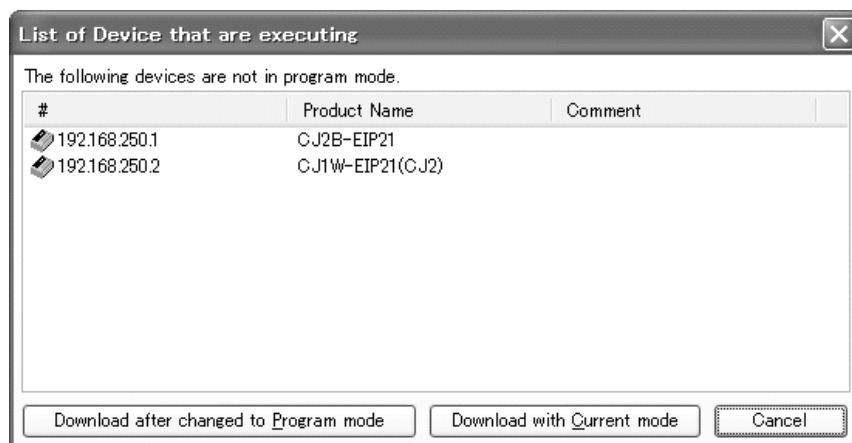 List of Device that are executing
The following devices are not in program mode.
# Product Name Comment
192.168.250.1 CJ2B-EIP21
192.168.250.2 CJ1W-EIP21(CJ2)
Download after changed to Program mode Download with Current mode Cancel